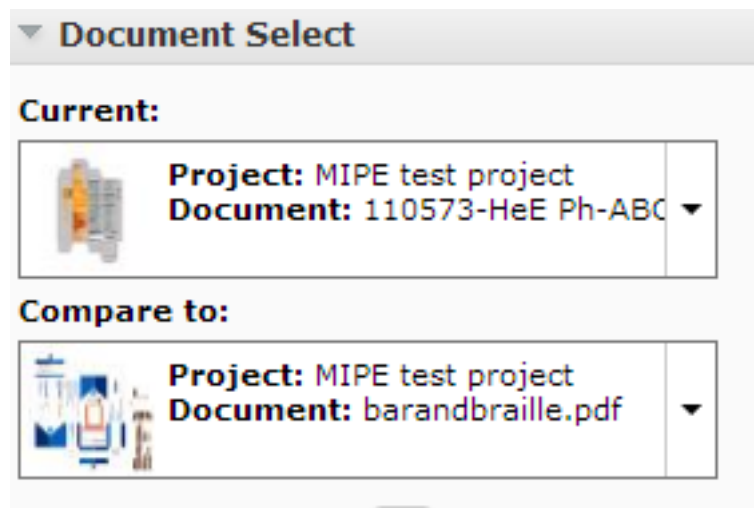 Document Select
Current:
Project: MIPE test project
Document: 110573-HeE Ph-ABC
Compare to:
Project: MIPE test project
Document: barandbraille.pdf